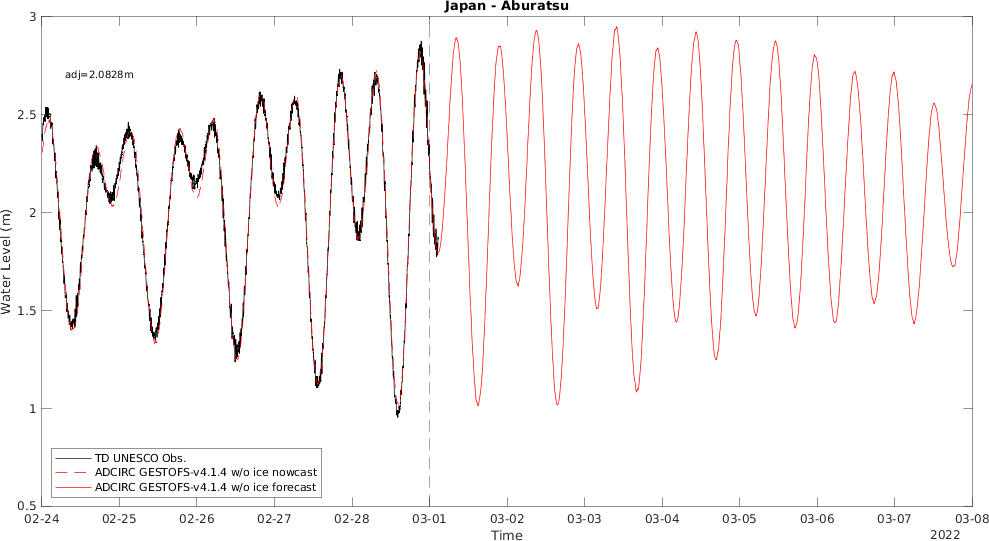 Japan - Aburatsu
adj=2.0828m
3
2.5
2
1.5
1
0.5
Water Level (m)
TD UNESCO Obs.
ADCIRC GESTOFS-v4.1.4 w/o ice nowcast
ADCIRC GESTOFS-v4.1.4 w/o ice forecast
02-24 02-25 02-26 02-27 02-28 03-01 03-02 03-03 03-04 03-05 03-06 03-07 03-08
Time
2022